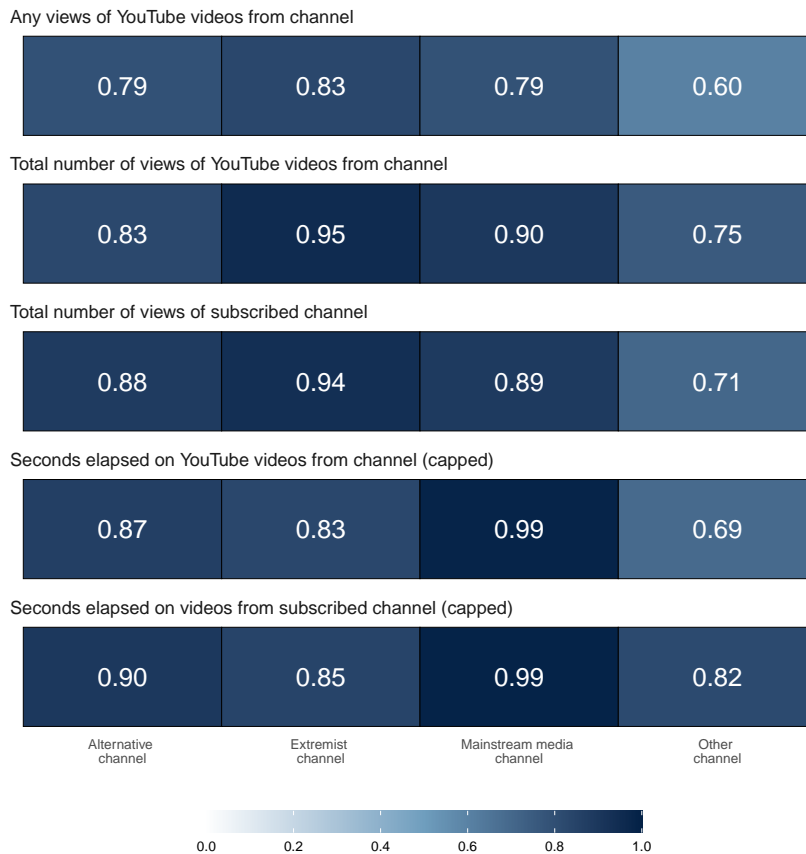 Any views of YouTube videos from channel
0.79 0.83 0.79 0.60
Total number of views of YouTube videos from channel
0.83 0.95 0.90 0.75
Total number of views of subscribed channel
0.88 0.94 0.89 0.71
Seconds elapsed on YouTube videos from channel (capped)
0.87 0.83 0.99 0.69
Seconds elapsed on videos from subscribed channel (capped)
0.90 0.85 0.99 0.82
Alternative Extremist Mainstream media Other
channel channel channel channel
0.0 0.2 0.4 0.6 0.8 1.0